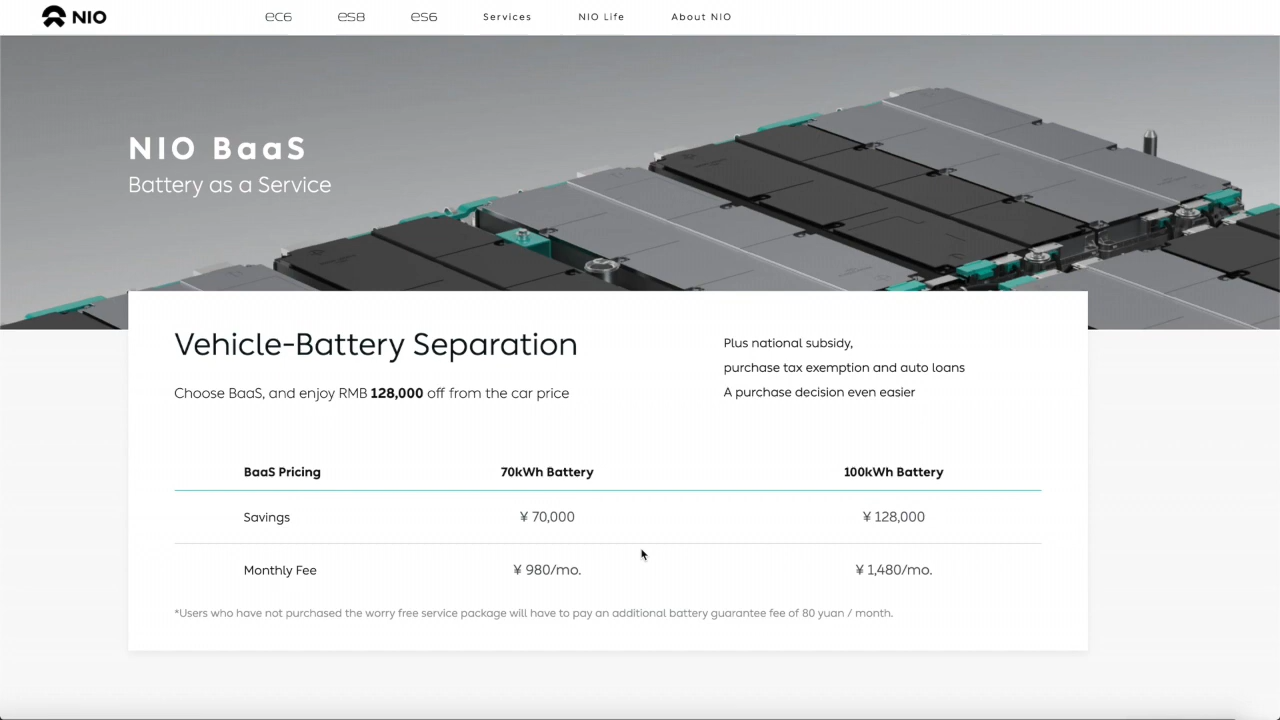 NIO
EC6
ES8
ES6
Services
NIO Life
About NIO
NIO BaaS
Battery as a Service
Vehicle-Battery Separation
Choose BaaS, and enjoy RMB 128,000 off from the car price
Plus national subsidy,
purchase tax exemption and auto loans
A purchase decision even easier
BaaS Pricing 70kWh Battery 100kWh Battery
Savings ¥ 70,000 ¥ 128,000
Monthly Fee ¥ 980/mo. ¥ 1,480/mo.
*Users who have not purchased the worry free service package will have to pay an additional battery guarantee fee of 80 yuan / month.